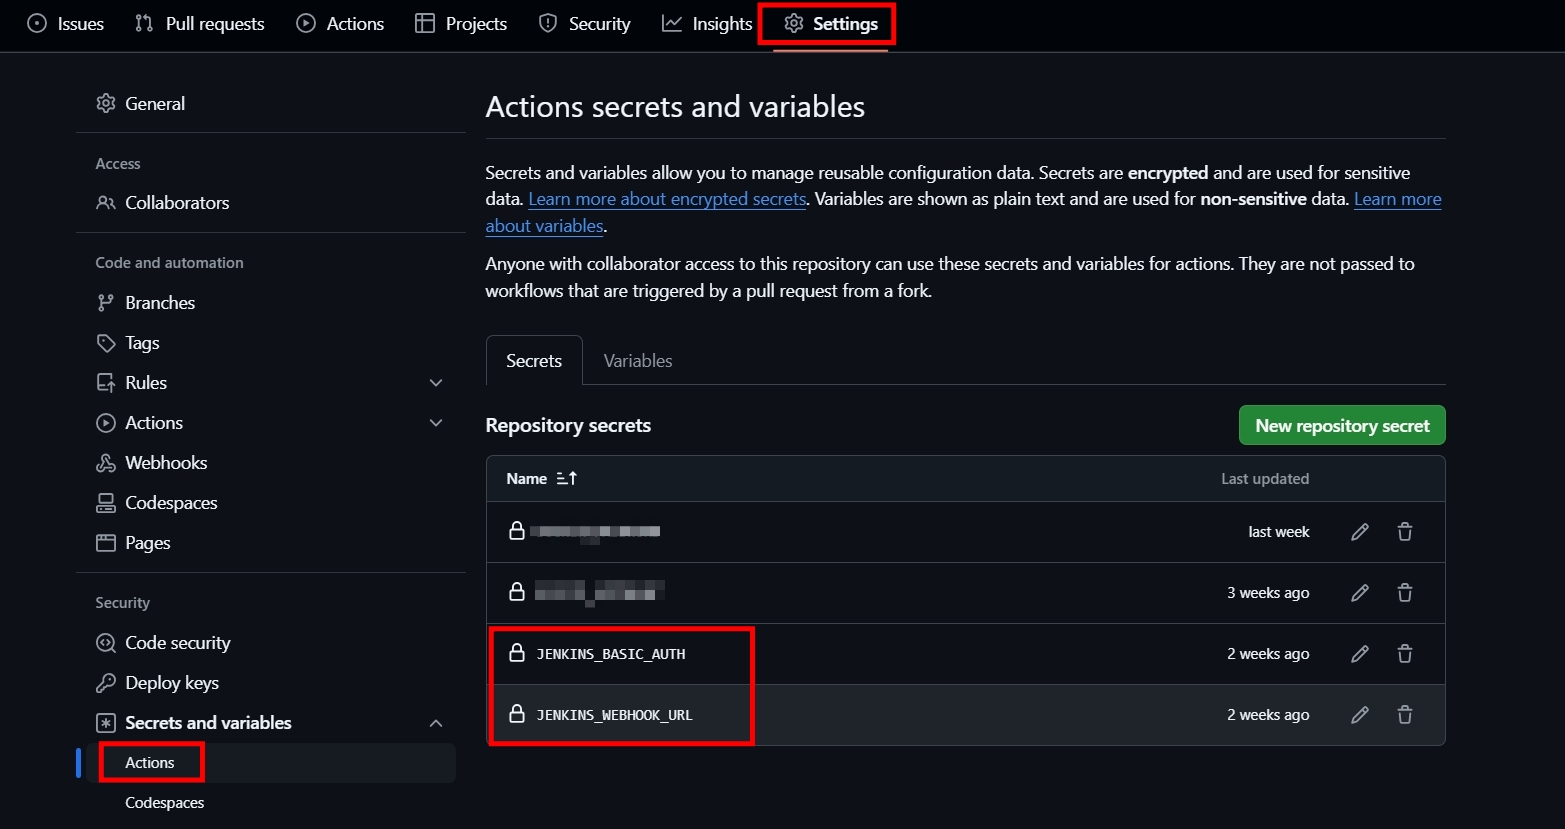 Issues Pull requests Actions Projects Security Insights Settings
General
Access
Collaborators
Code and automation
Branches
Tags
Rules
Actions
Webhooks
Codespaces
Pages
Security
Code security
Deploy keys
Secrets and variables
Actions
Codespaces
Actions secrets and variables
Secrets and variables allow you to manage reusable configuration data. Secrets are encrypted and are used for sensitive
data. Learn more about encrypted secrets. Variables are shown as plain text and are used for non-sensitive data. Learn more
about variables.
Anyone with collaborator access to this repository can use these secrets and variables for actions. They are not passed to
workflows that are triggered by a pull request from a fork.
Secrets Variables
Repository secrets New repository secret
Name Last updated
last week
3 weeks ago
JENKINS_BASIC_AUTH 2 weeks ago
JENKINS_WEBHOOK_URL 2 weeks ago